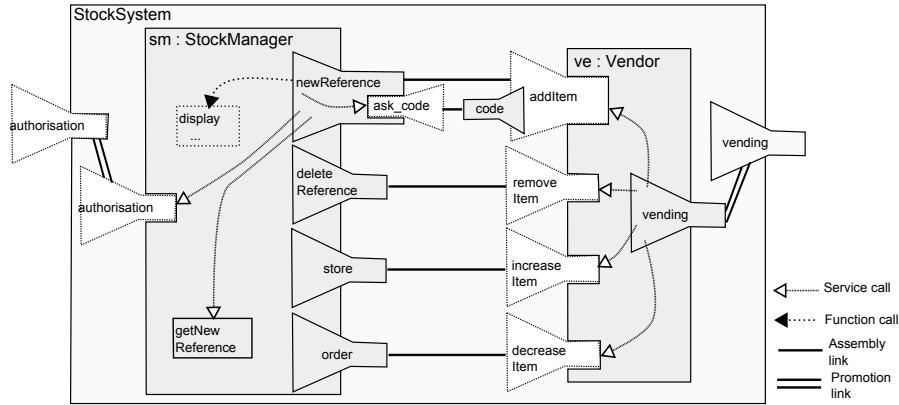 StockSystem
sm : StockManager
ve : Vendor
newReference
addItem
ask_code
code
display
...
authorisation
vending
delete
Reference
remove
Item
authorisation
vending
store
increase
Item
getNew
Reference
order
decrease
Item
Service call
Function call
Assembly
link
Promotion
link